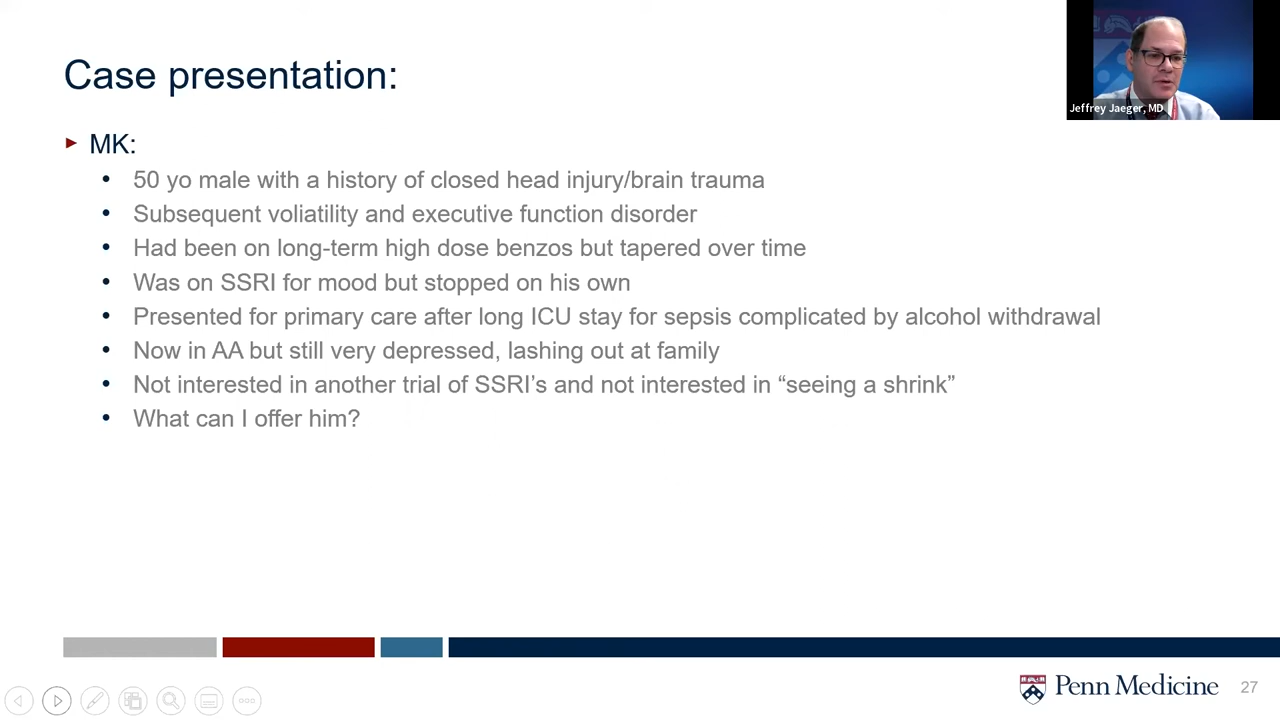 Case presentation:
Jeffrey Jaeger, MD
MK:
50 yo male with a history of closed head injury/brain trauma
Subsequent voliatility and executive function disorder
Had been on long-term high dose benzos but tapered over time
Was on SSRI for mood but stopped on his own
Presented for primary care after long ICU stay for sepsis complicated by alcohol withdrawal
Now in AA but still very depressed, lashing out at family
Not interested in another trial of SSRI’s and not interested in “seeing a shrink”
What can I offer him?
Penn Medicine
27